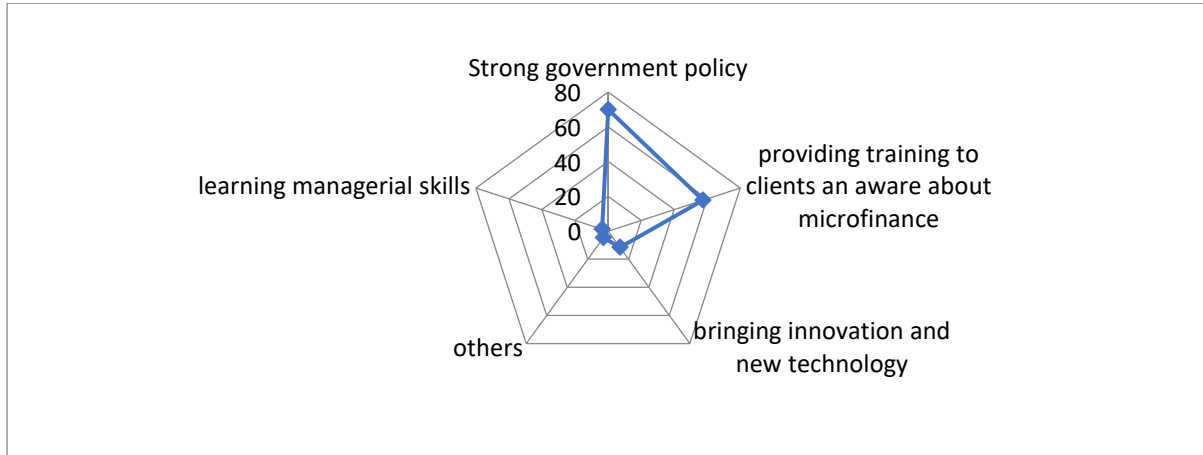 Strong government policy
80
60
40
20
0
providing training to
clients an aware about
microfinance
learning managerial skills
bringing innovation and
new technology
others